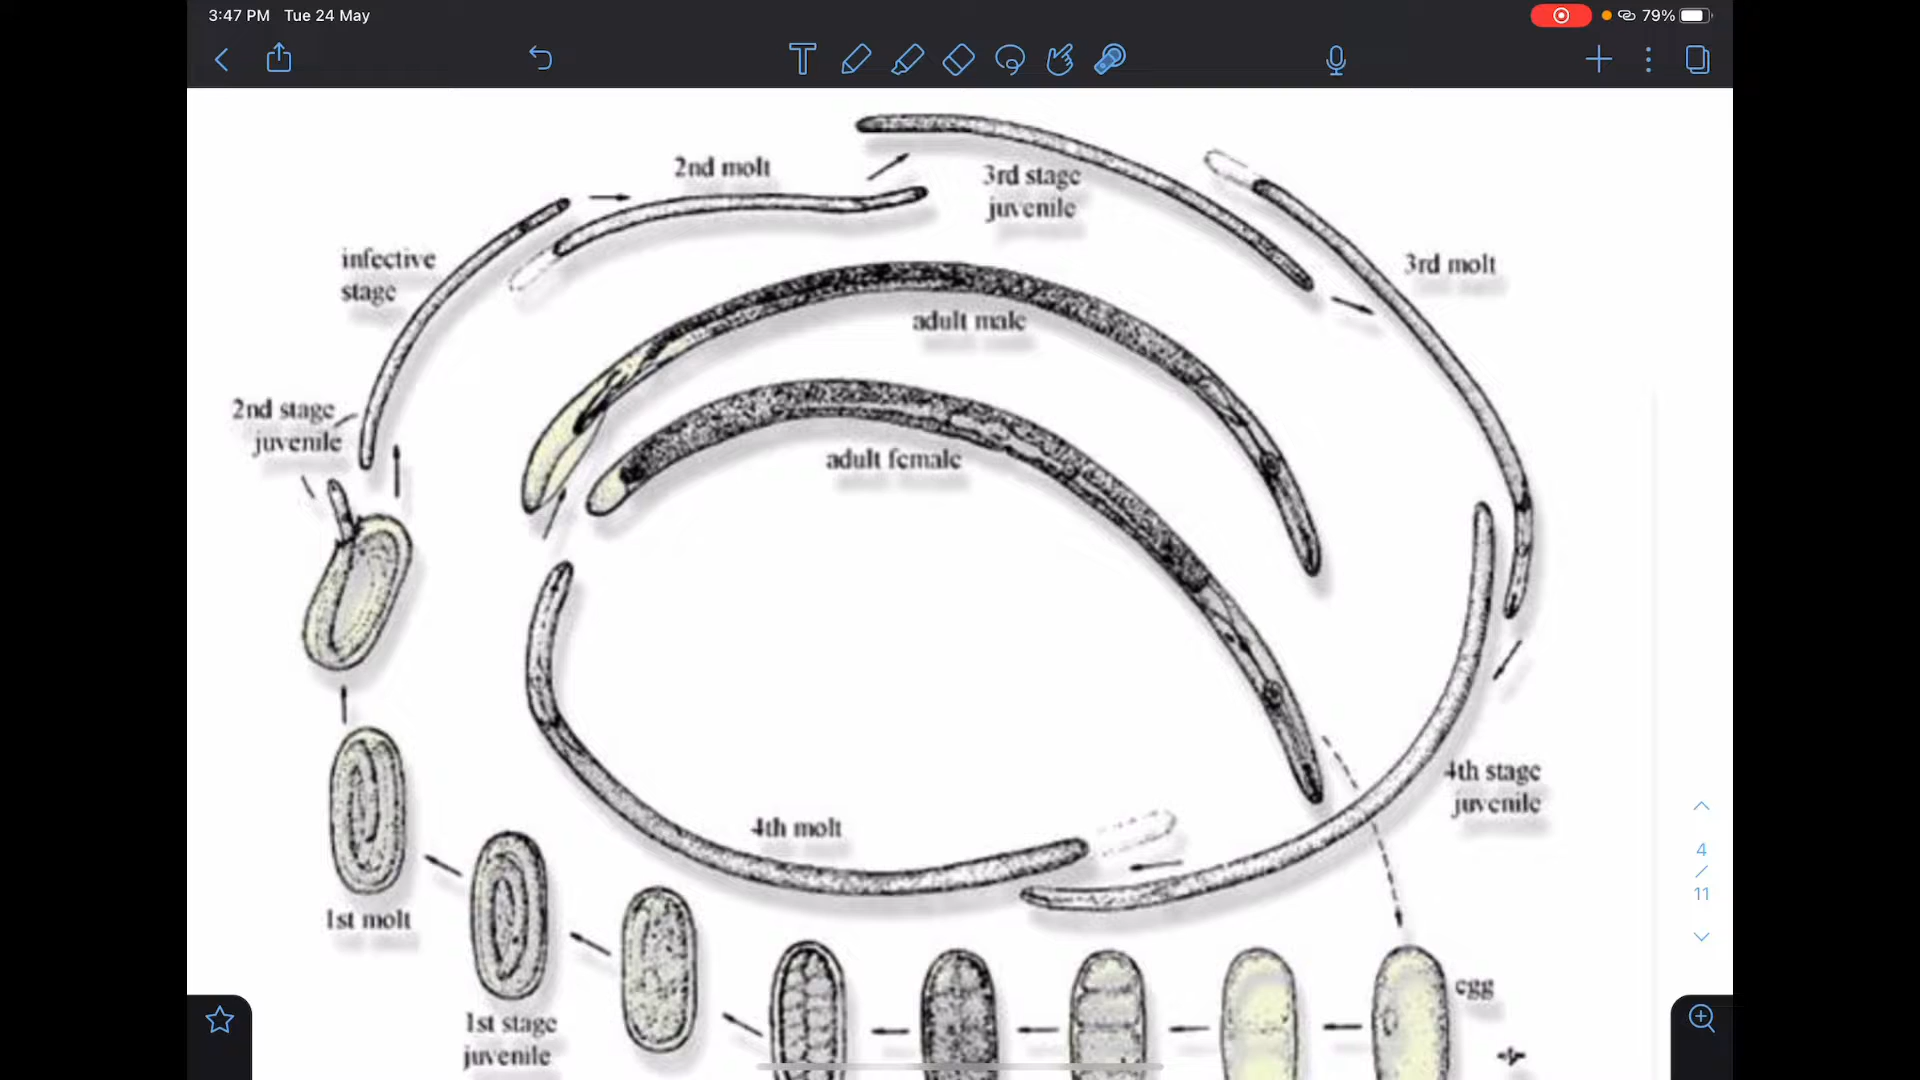 3:47 PM Tue 24 May
79%
2nd molt
3rd stage
juvenile
3rd molt
infective
stage
adult male
2nd stage
juvenile
adult female
4th stage
juvenile
4th molt
4
/
11
1st molt
egg
1st stage
juvenile